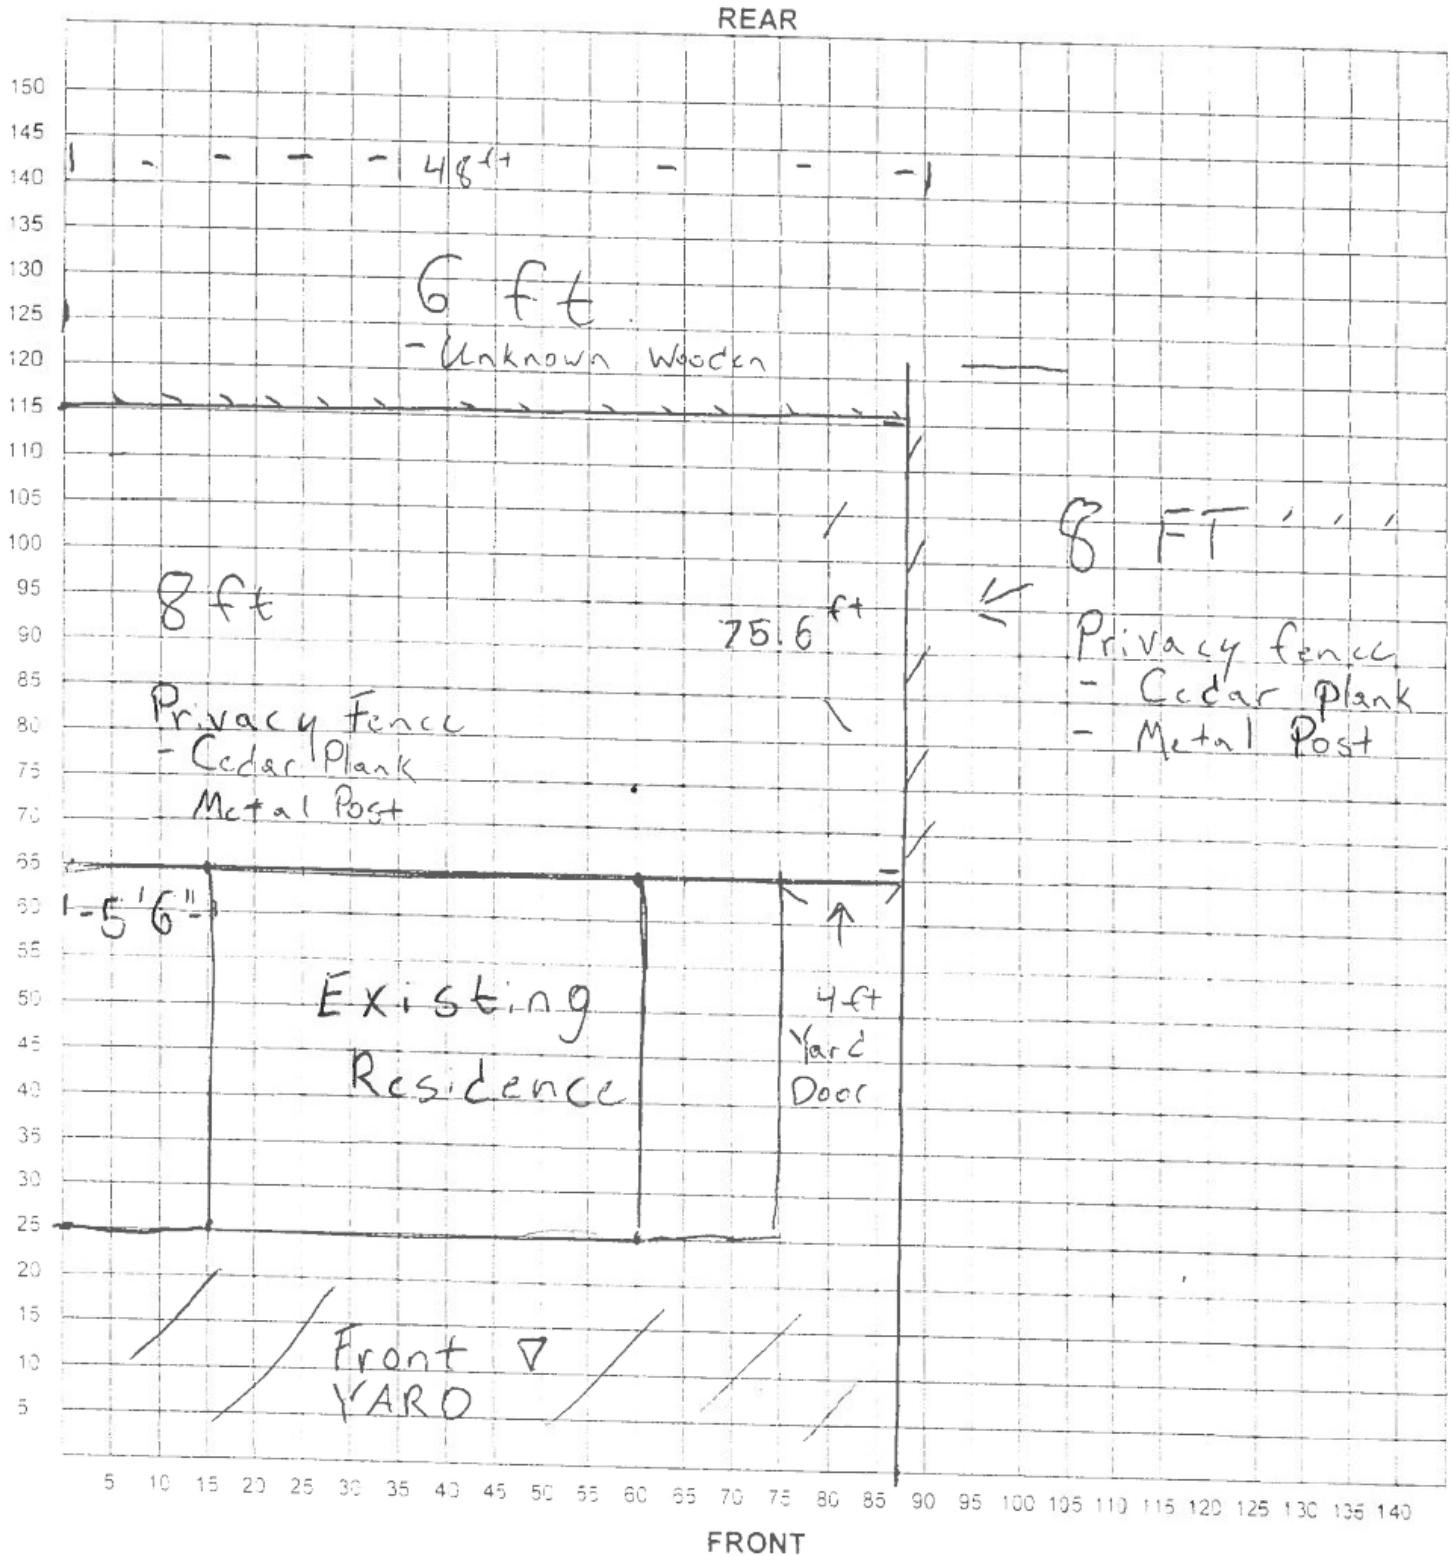 REAR
150
145
140
48ft
135
130
6 ft
125
120
- Unknown Wooden
115
110
105
100
8 FT
95
8 ft
90
75.6 ft
Privacy fence
85
- Cedar Plank
80
Privacy Fence
- Metal Post
75
- Cedar Plank
70
Metal Post
65
60
5'6"
55
50
Existing
4ft
45
Yard
40
Residence
Door
35
30
25
20
15
10
Front
5
YARD
5 10 15 20 25 30 35 40 45 50 55 60 65 70 75 80 85 90 95 100 105 110 115 120 125 130 135 140
FRONT